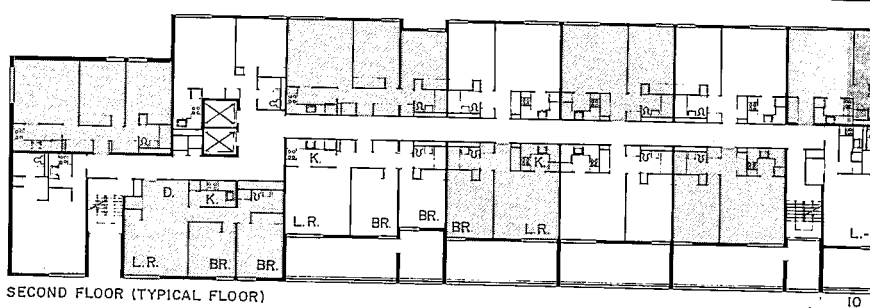 D.
K.
L.R.
BR.
BR.
K.
L.R.
BR.
BR.
K.
BR.
L.R.
L.-
SECOND FLOOR (TYPICAL FLOOR)
10